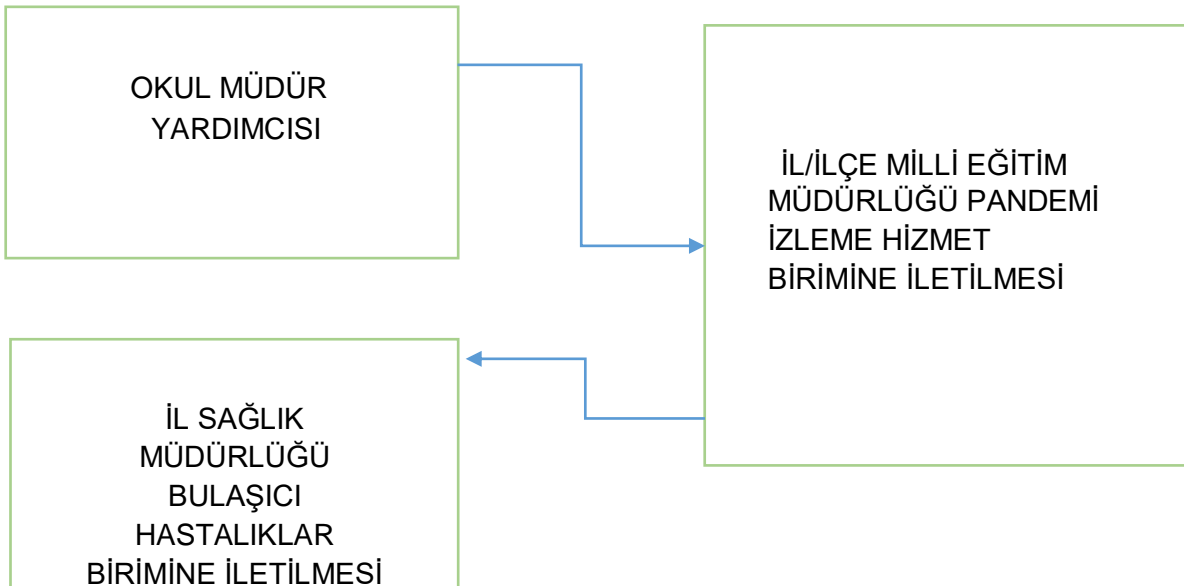 OKUL MÜDÜR
YARDIMCISI
İL/İLÇE MİLLİ EĞİTİM
MÜDÜRLÜĞÜ PANDEMİ
İZLEME HİZMET
BİRİMİNE İLETİLMESİ
İL SAĞLIK
MÜDÜRLÜĞÜ
BULAŞICI
HASTALIKLAR
BİRİMİNE İLETİLMESİ